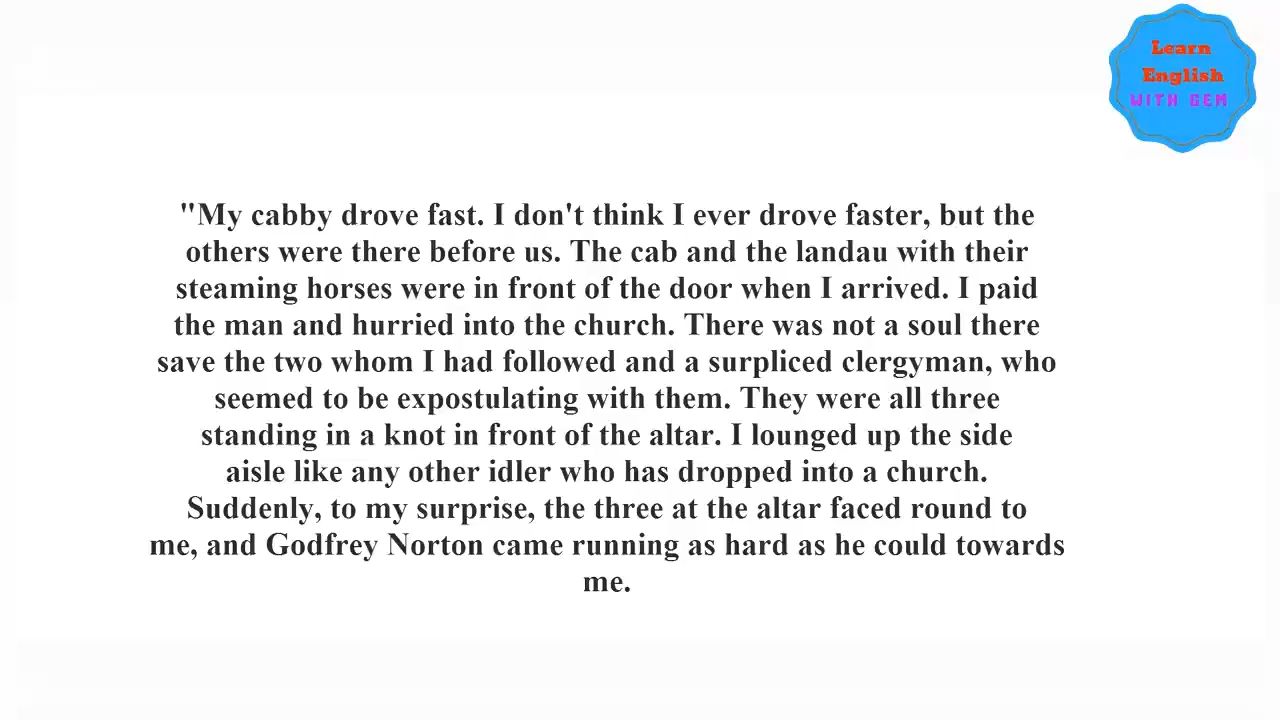 Learn
English
WITH GEM
"My cabby drove fast. I don't think I ever drove faster, but the
others were there before us. The cab and the landau with their
steaming horses were in front of the door when I arrived. I paid
the man and hurried into the church. There was not a soul there
save the two whom I had followed and a surpliced clergyman, who
seemed to be expostulating with them. They were all three
standing in a knot in front of the altar. I lounged up the side
aisle like any other idler who has dropped into a church.
Suddenly, to my surprise, the three at the altar faced round to
me, and Godfrey Norton came running as hard as he could towards
me.